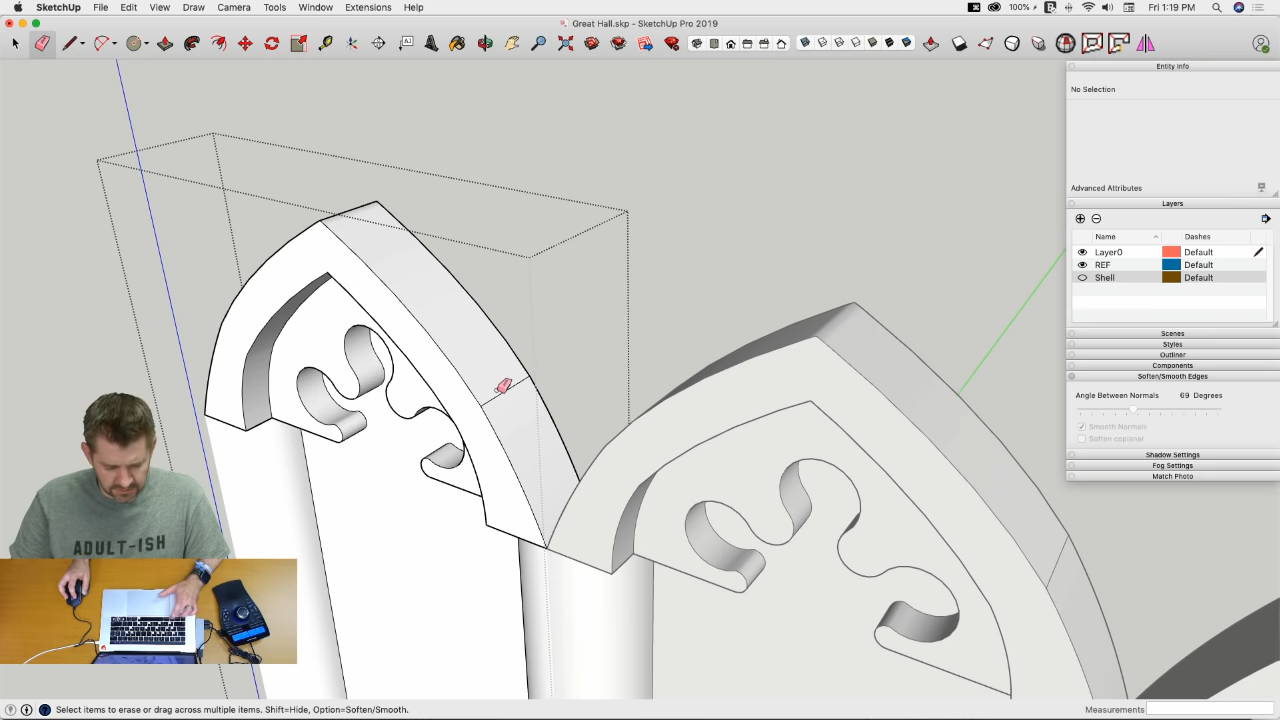 SketchUp File Edit View Draw Camera Tools Window Extensions Help 100% Fri 1:19 PM
Great Hall.skp - SketchUp Pro 2019
Entity Info
No Selection
Advanced Attributes
Layers
Name Dashes
Layer0 Default
REF Default
Shell Default
Scenes
Styles
Outliner
Components
Soften/Smooth Edges
Angle Between Normals 69 Degrees
Smooth Normals
Soften coplanar
Shadow Settings
Fog Settings
Match Photo
ADULT-ISH
Select items to erase or drag across multiple items. Shift=Hide, Option=Soften/Smooth.
Measurements